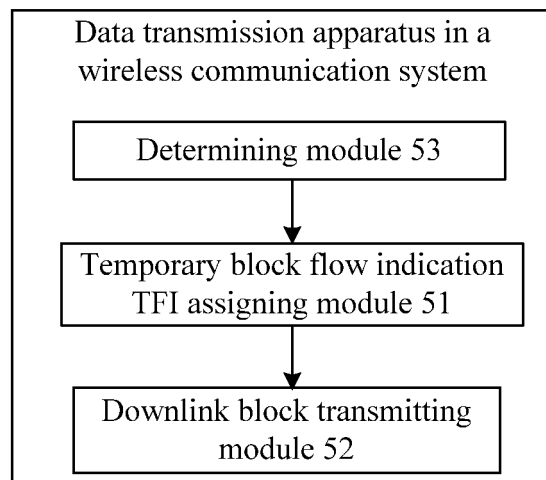 Data transmission apparatus in a
wireless communication system
Determining module 53
Temporary block flow indication
TFI assigning module 51
Downlink block transmitting
module 52